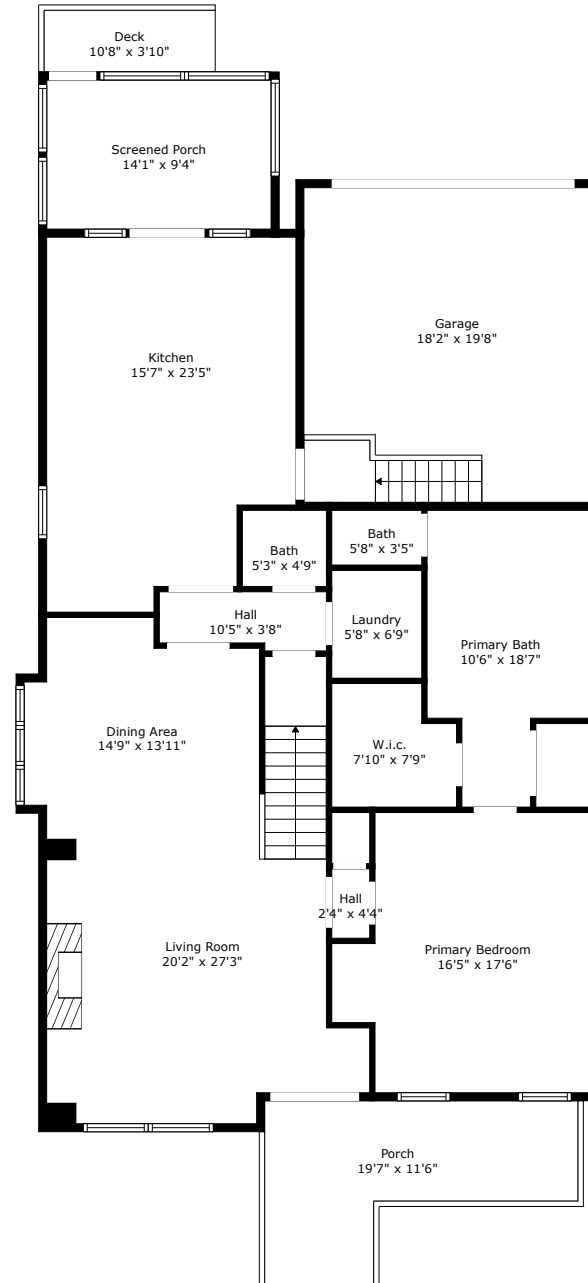 Deck
10'8" x 3'10"
Screened Porch
14'1" x 9'4"
Garage
18'2" x 19'8"
Kitchen
15'7" x 23'5"
Bath
5'3" x 4'9"
Bath
5'8" x 3'5"
Hall
10'5" x 3'8"
Laundry
5'8" x 6'9"
Primary Bath
10'6" x 18'7"
Dining Area
14'9" x 13'11"
W.i.c.
7'10" x 7'9"
Hall
2'4" x 4'4"
Living Room
20'2" x 27'3"
Primary Bedroom
16'5" x 17'6"
Porch
19'7" x 11'6"